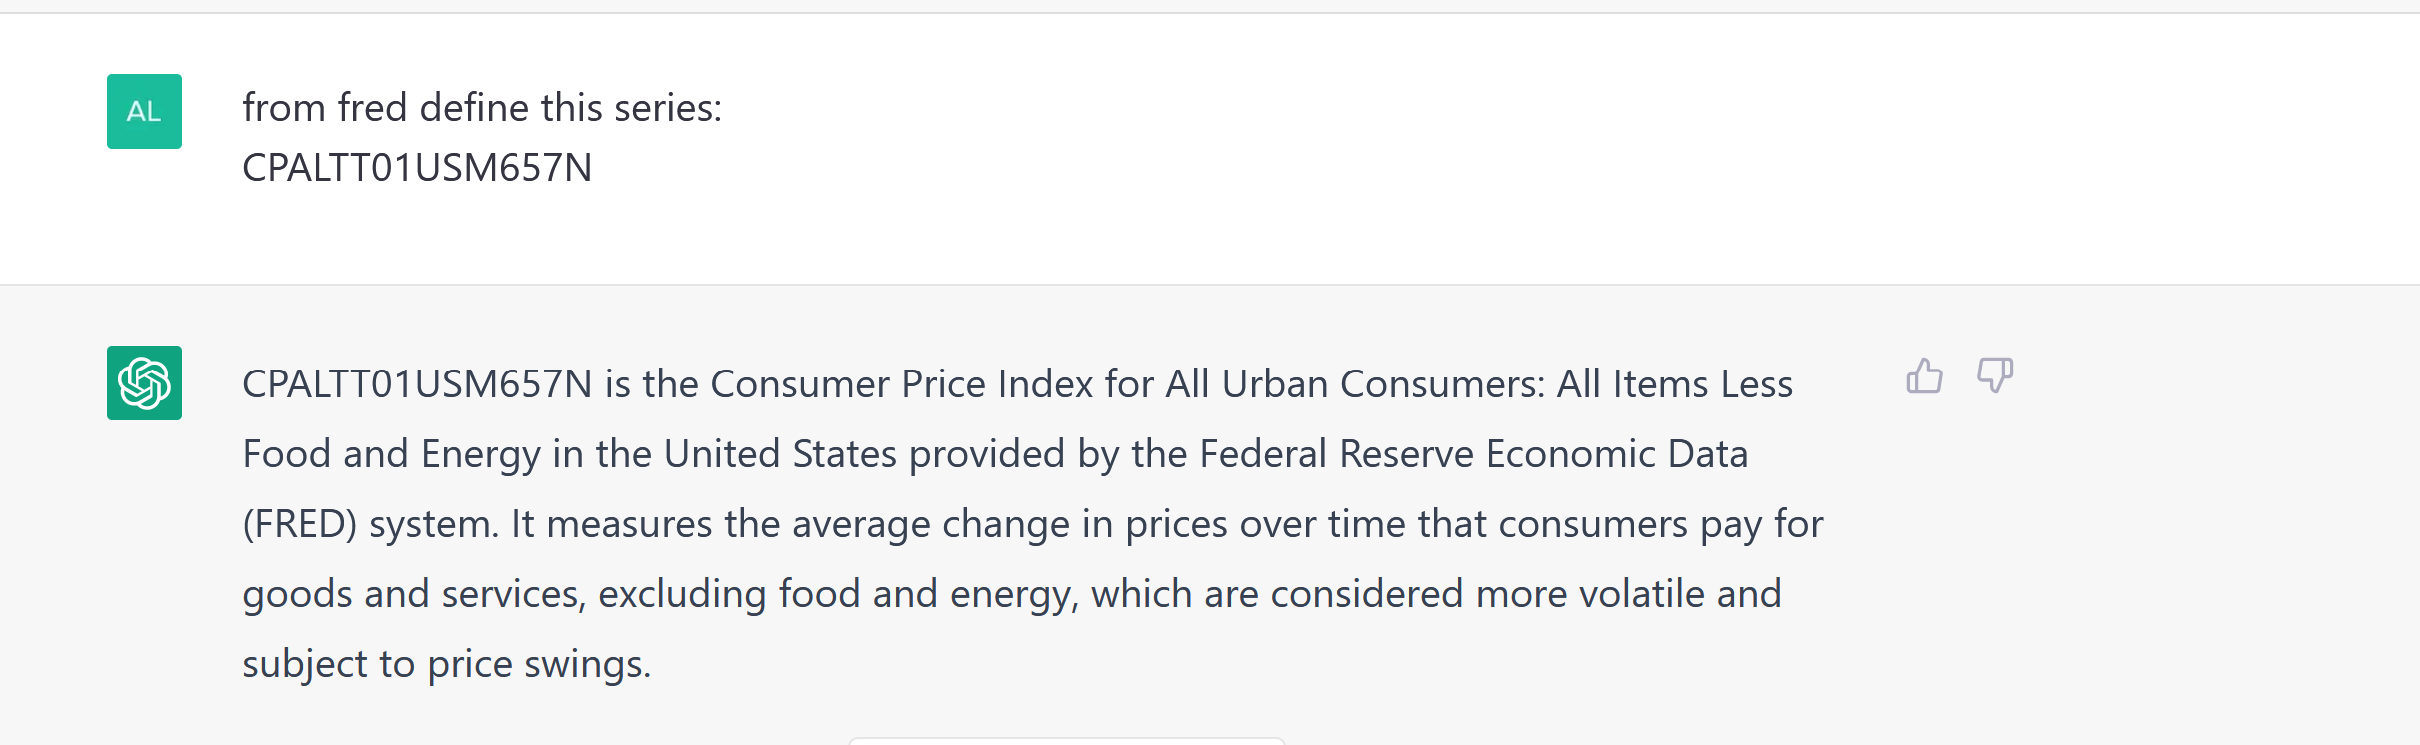 AL
from fred define this series:
CPALTT01USM657N
CPALTT01USM657N is the Consumer Price Index for All Urban Consumers: All Items Less
Food and Energy in the United States provided by the Federal Reserve Economic Data
(FRED) system. It measures the average change in prices over time that consumers pay for
goods and services, excluding food and energy, which are considered more volatile and
subject to price swings.